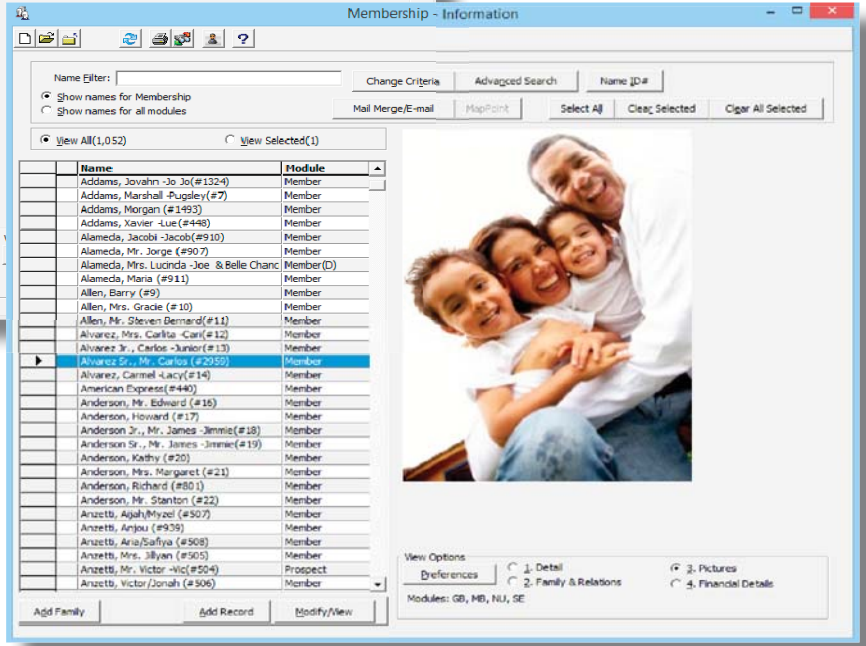 Membership - Information
Name Filter:
Change Criteria
Advanced Search
Name ID#
Show names for Membership
Show names for all modules
Mail Merge/E-mail
MapPoint
Select All
Clear Selected
Clear All Selected
View All(1,052)
View Selected(1)
Name Module
Addams, Jovahn -Jo Jo(#1324) Member
Addams, Marshall -Pugsley(#7) Member
Addams, Morgan (#1493) Member
Addams, Xavier -Lue(#448) Member
Alameda, Jacobi -Jacob(#910) Member
Alameda, Mr. Jorge (#907) Member
Alameda, Mrs. Lucinda -Joe & Belle Chanc Member(D)
Alameda, Maria (#911) Member
Allen, Barry (#9) Member
Allen, Mrs. Gracie (#10) Member
Allen, Mr. Steven Bernard(#11) Member
Alvarez, Mrs. Carlita -Cari(#12) Member
Alvarez Jr., Carlos -Junior(#13) Member
Alvarez Sr., Mr. Carlos (#2959) Member
Alvarez, Carmel -Lacy(#14) Member
American Express(#440) Member
Anderson, Mr. Edward (#16) Member
Anderson, Howard (#17) Member
Anderson Jr., Mr. James -Jimmie(#18) Member
Anderson Sr., Mr. James -Jimmie(#19) Member
Anderson, Kathy (#20) Member
Anderson, Mrs. Margaret (#21) Member
Anderson, Richard (#801) Member
Anderson, Mr. Stanton (#22) Member
Anzetti, Aijah/Myzel (#507) Member
Anzetti, Anjou (#939) Member
Anzetti, Aria/Safiya (#508) Member
Anzetti, Mrs. Jillyan (#505) Member
Anzetti, Mr. Victor -Vic(#504) Prospect
Anzetti, Victor/Jonah (#506) Member
Add Family
Add Record
Modify/View
View Options
Preferences
1. Detail
2. Family & Relations
3. Pictures
4. Financial Details
Modules: GB, MB, NU, SE